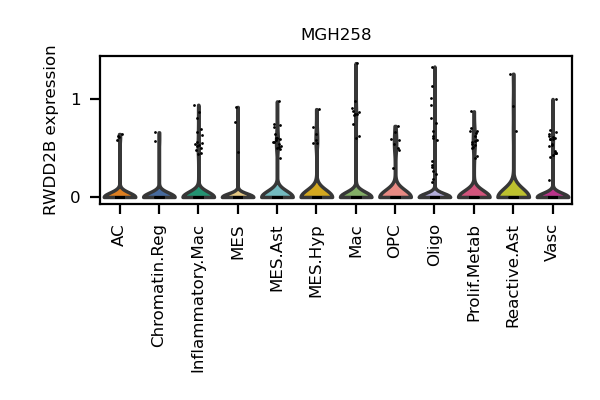 MGH258
RWDD2B expression
1
0
AC
Chromatin.Reg
Inflammatory.Mac
MES
MES.Ast
MES.Hyp
Mac
OPC
Oligo
Prolif.Metab
Reactive.Ast
Vasc